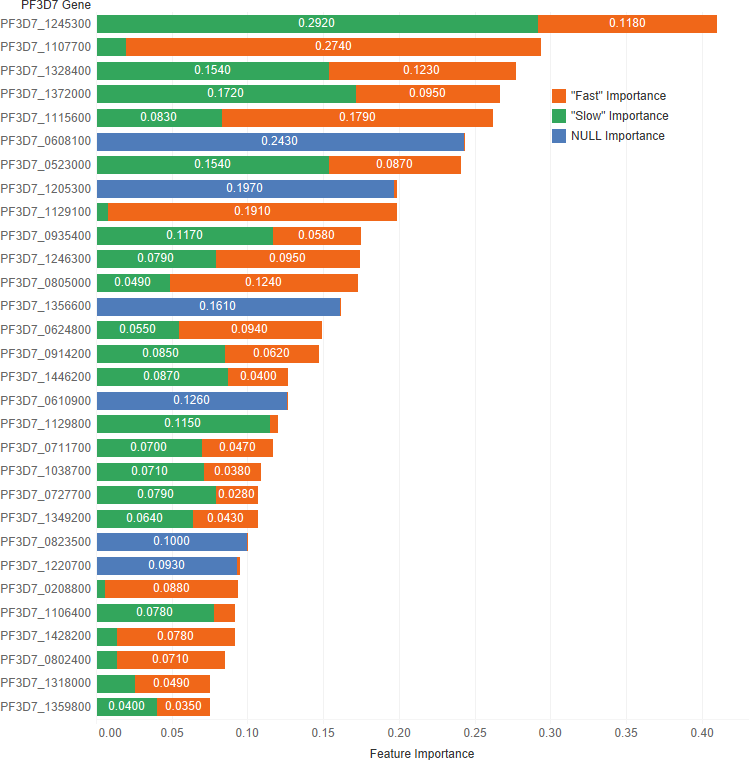 PF3D7 Gene
PF3D7_1245300 0.2920 0.1180
PF3D7_1107700 0.2740
PF3D7_1328400 0.1540 0.1230
PF3D7_1372000 0.1720 0.0950
"Fast" Importance
PF3D7_1115600 0.0830 0.1790
"Slow" Importance
PF3D7_0608100 0.2430
NULL Importance
PF3D7_0523000 0.1540 0.0870
PF3D7_1205300 0.1970
PF3D7_1129100 0.1910
PF3D7_0935400 0.1170 0.0580
PF3D7_1246300 0.0790 0.0950
PF3D7_0805000 0.0490 0.1240
PF3D7_1356600 0.1610
PF3D7_0624800 0.0550 0.0940
PF3D7_0914200 0.0850 0.0620
PF3D7_1446200 0.0870 0.0400
PF3D7_0610900 0.1260
PF3D7_1129800 0.1150
PF3D7_0711700 0.0700 0.0470
PF3D7_1038700 0.0710 0.0380
PF3D7_0727700 0.0790 0.0280
PF3D7_1349200 0.0640 0.0430
PF3D7_0823500 0.1000
PF3D7_1220700 0.0930
PF3D7_0208800 0.0880
PF3D7_1106400 0.0780
PF3D7_1428200 0.0780
PF3D7_0802400 0.0710
PF3D7_1318000 0.0490
PF3D7_1359800 0.0400 0.0350
0.00 0.05 0.10 0.15 0.20 0.25 0.30 0.35 0.40
Feature Importance